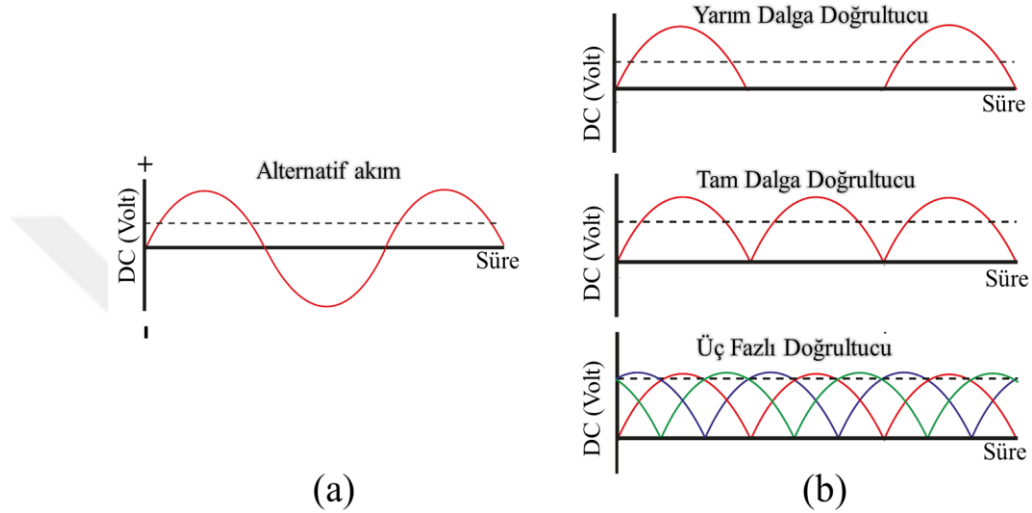 +
Alternatif akım
DC (Volt)
Süre
-
(a)
Yarım Dalga Doğrultucu
DC (Volt)
Süre
Tam Dalga Doğrultucu
DC (Volt)
Süre
Üç Fazlı Doğrultucu
DC (Volt)
Süre
(b)